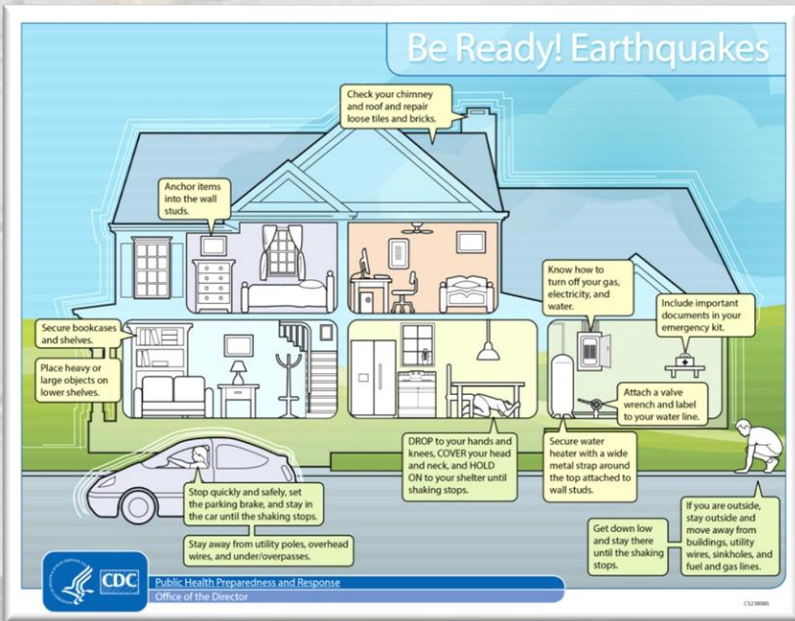 Be Ready! Earthquakes
Check your chimney
and roof and repair
loose tiles and bricks.
Anchor items
into the wall
studs.
Know how to
turn off your gas,
electricity, and
water.
Include important
documents in your
emergency kit.
Secure bookcases
and shelves.
Place heavy or
large objects on
lower shelves.
Attach a valve
wrench and label
to your water line.
DROP to your hands and
knees, COVER your head
and neck, and HOLD
ON to your shelter until
shaking stops.
Secure water
heater with a wide
metal strap around
the top attached to
wall studs.
Stop quickly and safely, set
the parking brake, and stay in
the car until the shaking stops.
Stay away from utility poles, overhead
wires, and under/overpasses.
Get down low
and stay there
until the shaking
stops.
If you are outside,
stay outside and
move away from
buildings, utility
wires, sinkholes, and
fuel and gas lines.
CDC
Public Health Preparedness and Response
Office of the Director